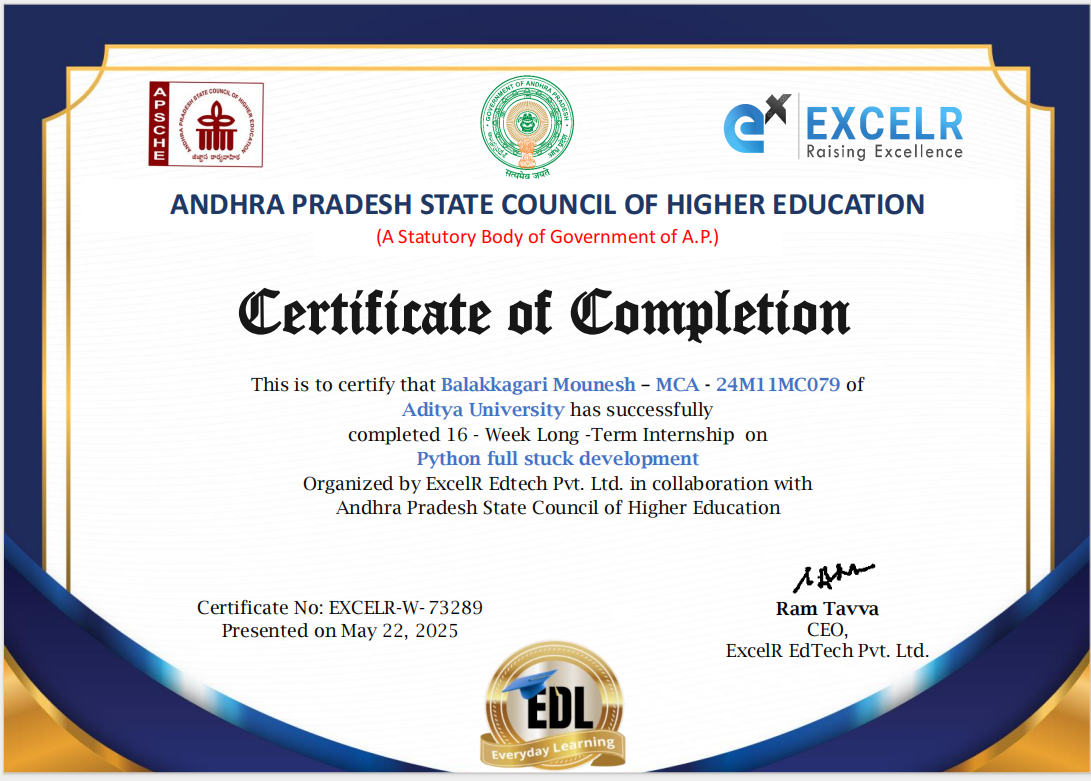 APSCHE
ANDHRA PRADESH STATE COUNCIL OF HIGHER EDUCATION
GOVERNMENT OF ANDHRA PRADESH
सत्यमेव जयते
ex
EXCELR
Raising Excellence
ANDHRA PRADESH STATE COUNCIL OF HIGHER EDUCATION
(A Statutory Body of Government of A.P.)
Certificate of Completion
This is to certify that Balakkagari Mounesh – MCA - 24M11MC079 of
Aditya University has successfully
completed 16 - Week Long -Term Internship on
Python full stuck development
Organized by ExcelR Edtech Pvt. Ltd. in collaboration with
Andhra Pradesh State Council of Higher Education
Certificate No: EXCELR-W- 73289
Presented on May 22, 2025
Ram Tavva
CEO,
ExcelR EdTech Pvt. Ltd.
EDL
Everyday Learning